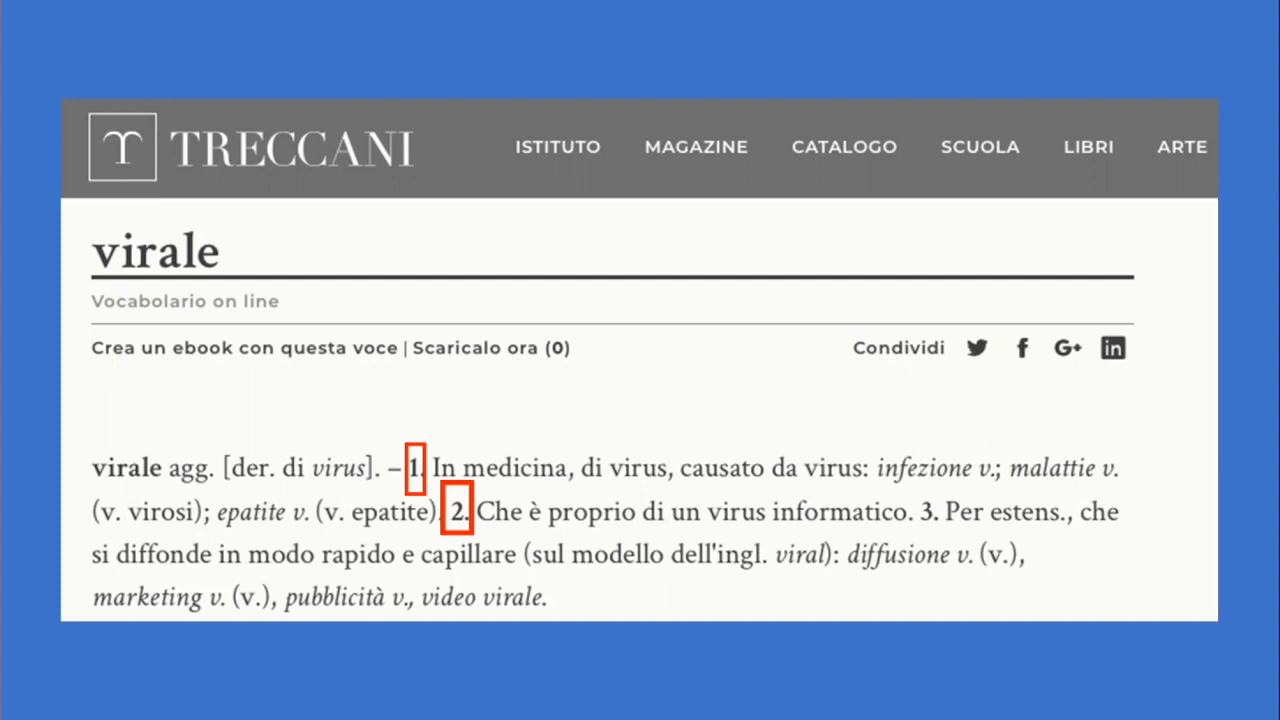 TRECCANI
ISTITUTO MAGAZINE CATALOGO SCUOLA LIBRI ARTE
virale
Vocabolario on line
Crea un ebook con questa voce | Scaricalo ora (0)
Condividi
virale agg. [der. di virus]. – 1. In medicina, di virus, causato da virus: infezione v.; malattie v.
(v. virosi); epatite v. (v. epatite). 2. Che è proprio di un virus informatico. 3. Per estens., che
si diffonde in modo rapido e capillare (sul modello dell'ingl. viral): diffusione v. (v.),
marketing v. (v.), pubblicità v., video virale.